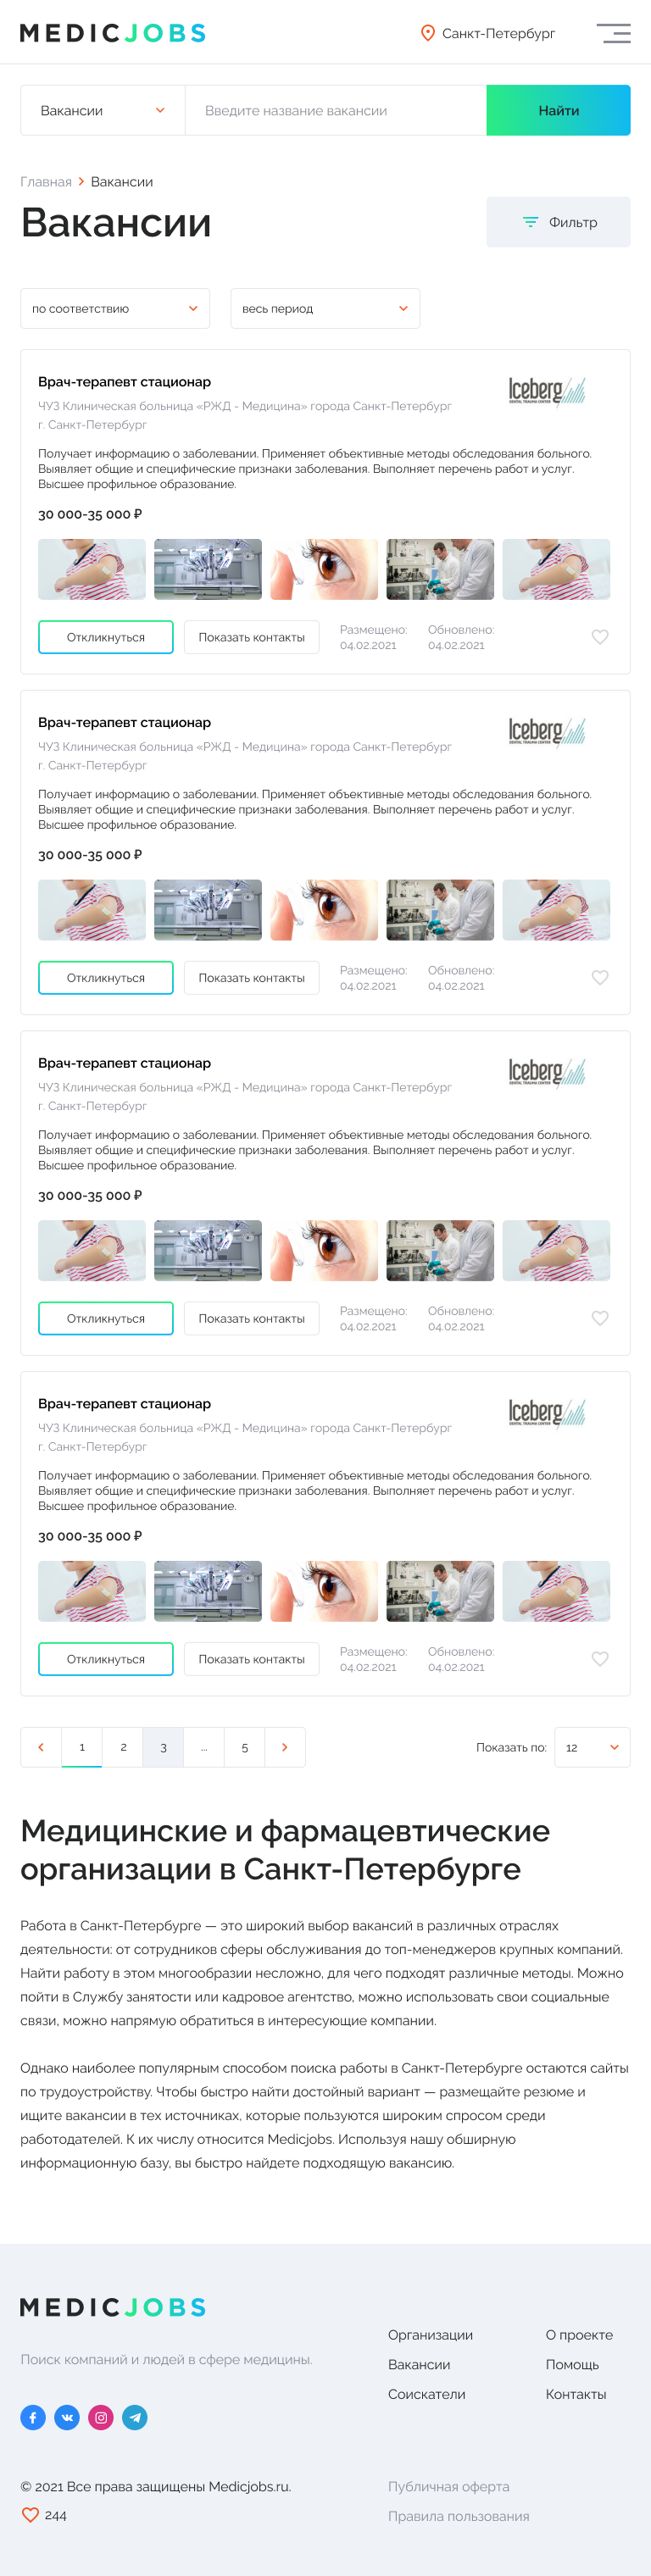 MEDICJOBS
Санкт-Петербург
Вакансии
Введите название вакансии
Найти
Главная > Вакансии
Вакансии
Фильтр
по соответствию
весь период
Врач-терапевт стационар
Iceberg
DENTAL TRAUMA CENTER
ЧУЗ Клиническая больница «РЖД - Медицина» города Санкт-Петербург
г. Санкт-Петербург
Получает информацию о заболевании. Применяет объективные методы обследования больного.
Выявляет общие и специфические признаки заболевания. Выполняет перечень работ и услуг.
Высшее профильное образование.
30 000-35 000 ₽
Откликнуться
Показать контакты
Размещено:
04.02.2021
Обновлено:
04.02.2021
Врач-терапевт стационар
Iceberg
DENTAL TRAUMA CENTER
ЧУЗ Клиническая больница «РЖД - Медицина» города Санкт-Петербург
г. Санкт-Петербург
Получает информацию о заболевании. Применяет объективные методы обследования больного.
Выявляет общие и специфические признаки заболевания. Выполняет перечень работ и услуг.
Высшее профильное образование.
30 000-35 000 ₽
Откликнуться
Показать контакты
Размещено:
04.02.2021
Обновлено:
04.02.2021
Врач-терапевт стационар
Iceberg
DENTAL TRAUMA CENTER
ЧУЗ Клиническая больница «РЖД - Медицина» города Санкт-Петербург
г. Санкт-Петербург
Получает информацию о заболевании. Применяет объективные методы обследования больного.
Выявляет общие и специфические признаки заболевания. Выполняет перечень работ и услуг.
Высшее профильное образование.
30 000-35 000 ₽
Откликнуться
Показать контакты
Размещено:
04.02.2021
Обновлено:
04.02.2021
Врач-терапевт стационар
Iceberg
DENTAL TRAUMA CENTER
ЧУЗ Клиническая больница «РЖД - Медицина» города Санкт-Петербург
г. Санкт-Петербург
Получает информацию о заболевании. Применяет объективные методы обследования больного.
Выявляет общие и специфические признаки заболевания. Выполняет перечень работ и услуг.
Высшее профильное образование.
30 000-35 000 ₽
Откликнуться
Показать контакты
Размещено:
04.02.2021
Обновлено:
04.02.2021
1 2 3 ... 5
Показать по: 12
Медицинские и фармацевтические
организации в Санкт-Петербурге
Работа в Санкт-Петербурге — это широкий выбор вакансий в различных отраслях
деятельности: от сотрудников сферы обслуживания до топ-менеджеров крупных компаний.
Найти работу в этом многообразии несложно, для чего подходят различные методы. Можно
пойти в Службу занятости или кадровое агентство, можно использовать свои социальные
связи, можно напрямую обратиться в интересующие компании.
Однако наиболее популярным способом поиска работы в Санкт-Петербурге остаются сайты
по трудоустройству. Чтобы быстро найти достойный вариант — размещайте резюме и
ищите вакансии в тех источниках, которые пользуются широким спросом среди
работодателей. К их числу относится Medicjobs. Используя нашу обширную
информационную базу, вы быстро найдете подходящую вакансию.
MEDICJOBS
Поиск компаний и людей в сфере медицины.
Организации
Вакансии
Соискатели
О проекте
Помощь
Контакты
© 2021 Все права защищены Medicjobs.ru.
244
Публичная оферта
Правила пользования